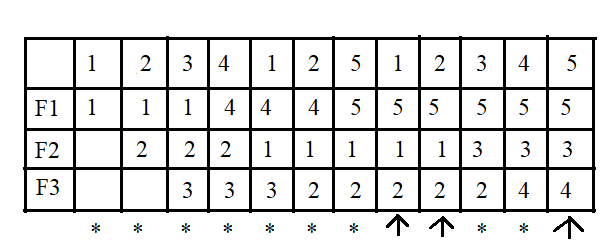 1 2 3 4 1 2 5 1 2 3 4 5
F1 1 1 1 4 4 4 5 5 5 5 5 5
F2 2 2 2 1 1 1 1 1 3 3 3
F3 3 3 3 2 2 2 2 2 4 4
* * * * * * * ↑ ↑ * * ↑